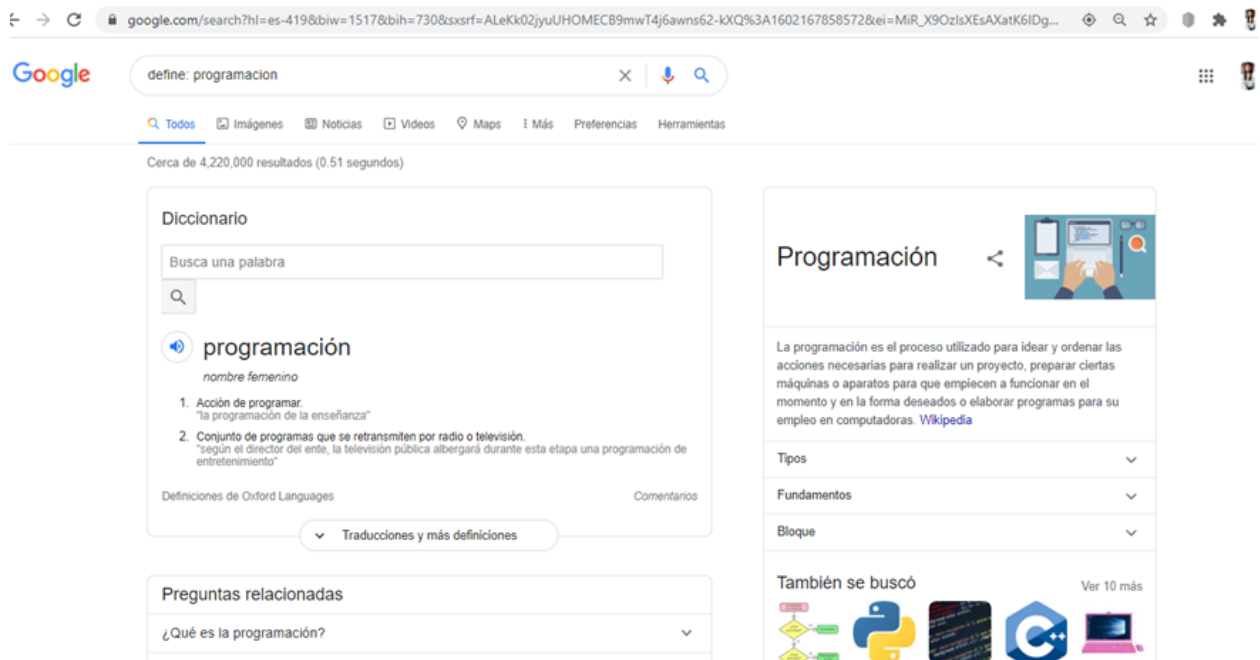 google.com/search?hl=es-419&biw=1517&bih=730&sxsrf=ALeKk02jyuUHOMECB9mwT4j6awns62-kXQ%3A1602167858572&ei=MiR_X9OzIsXEsAXatK6IDg...
Google
define: programacion
Todos Imágenes Noticias Videos Maps Más Preferencias Herramientas
Cerca de 4,220,000 resultados (0.51 segundos)
Diccionario
Busca una palabra
programación
nombre femenino
1. Acción de programar.
"la programación de la enseñanza"
2. Conjunto de programas que se retransmiten por radio o televisión.
"según el director del ente, la televisión pública albergará durante esta etapa una programación de
entretenimiento"
Definiciones de Oxford Languages Comentarios
Traducciones y más definiciones
Preguntas relacionadas
¿Qué es la programación?
Programación
La programación es el proceso utilizado para idear y ordenar las
acciones necesarias para realizar un proyecto, preparar ciertas
máquinas o aparatos para que empiecen a funcionar en el
momento y en la forma deseados o elaborar programas para su
empleo en computadoras. Wikipedia
Tipos
Fundamentos
Bloque
También se buscó Ver 10 más
C++